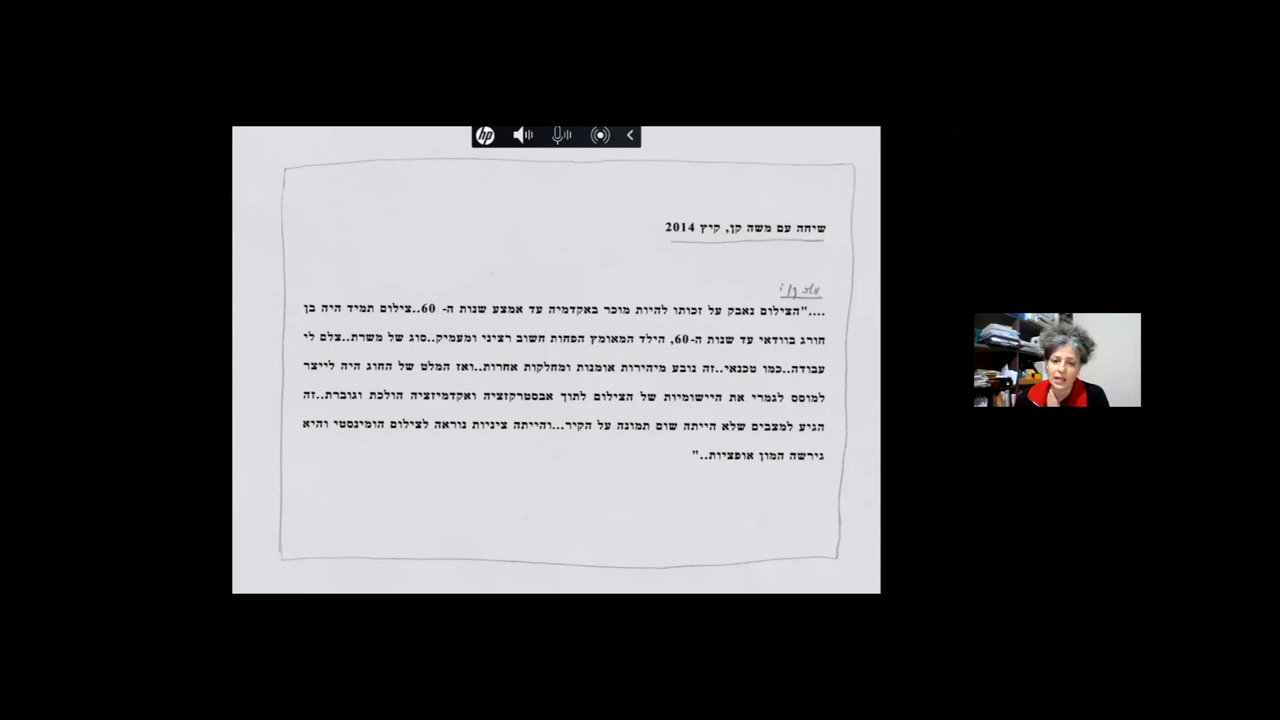 hp
שיחה עם משה קן, קיץ 2014
...."הצילום נאבק על זכותו להיות מוכר באקדמיה עד אמצע שנות ה- 60..צילום תמיד היה בן
חורג בוודאי עד שנות ה-60, הילד המאומץ הפחות חשוב רציני ומעמיק..סוג של משרת..צלם לי
עבודה..כמו טכנאי..זה נובע מיהירות אומנות ומחלקות אחרות..ואז המלט של החוג היה לייצר
למוסס לגמרי את היישומיות של הצילום לתוך אבסטרקזציה ואקדמיזציה הולכת וגוברת..זה
הגיע למצבים שלא הייתה שום תמונה על הקיר...והייתה ציניות נוראה לצילום הומיניסטי והיא
גירשה המון אופציות.."